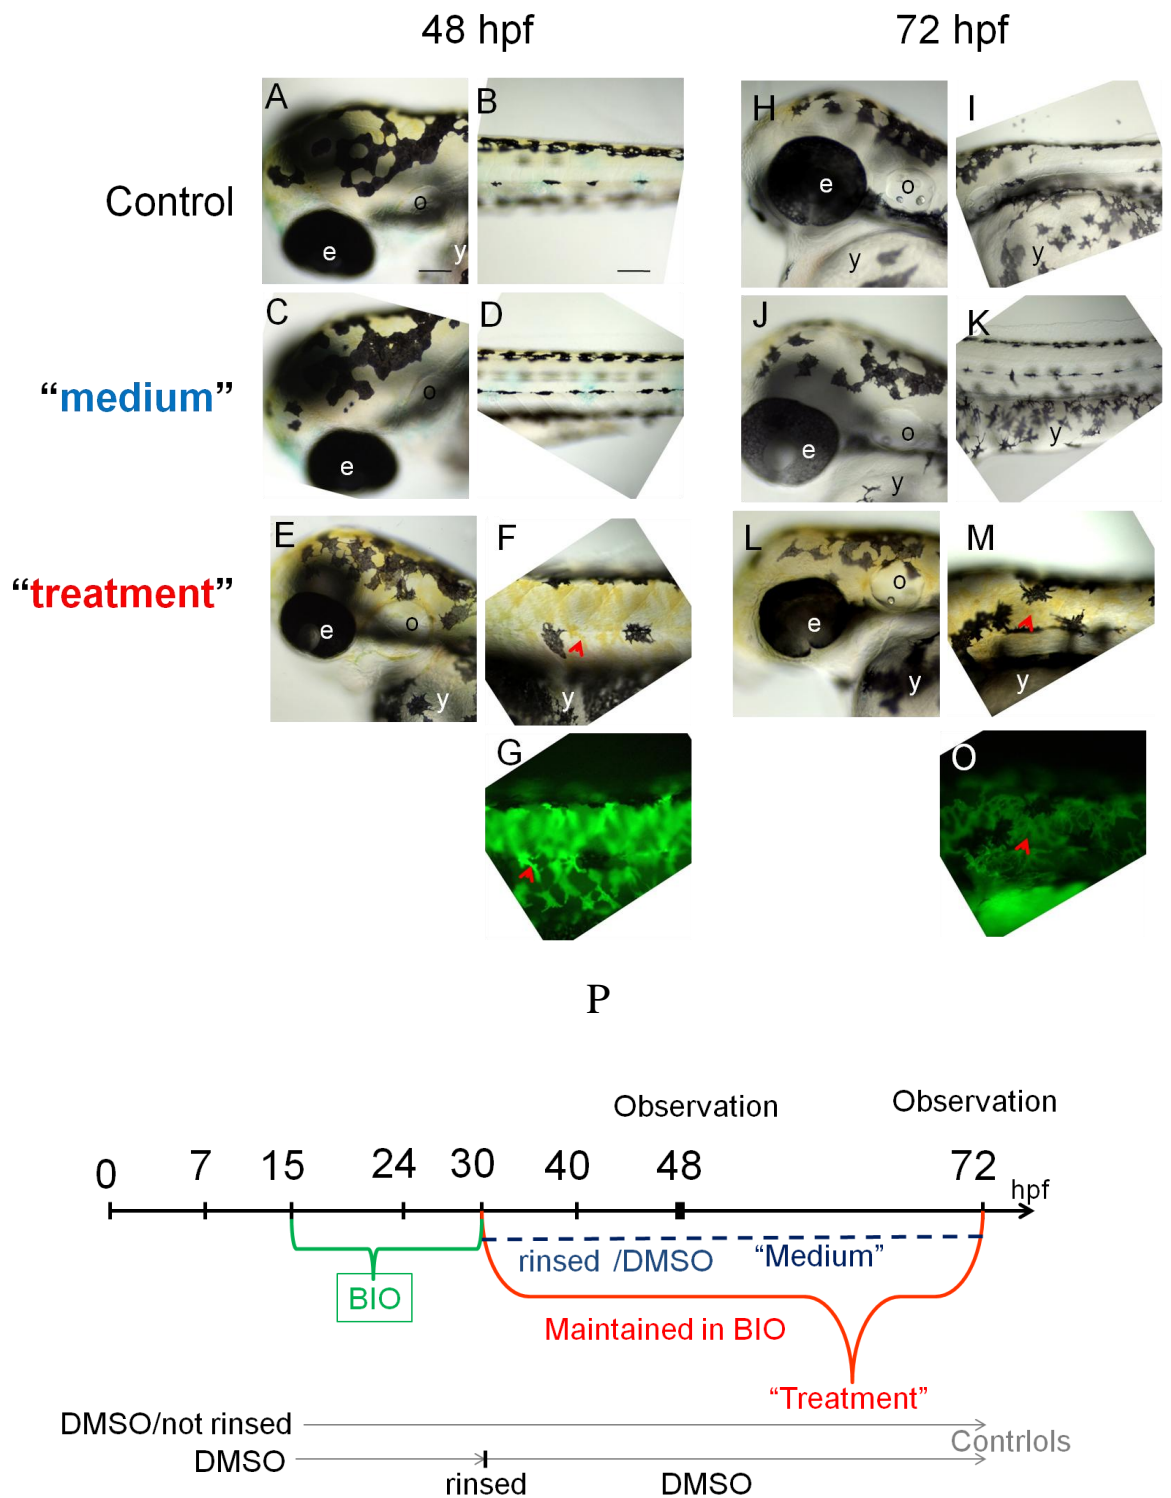 48 hpf
72 hpf
A
B
H
I
Control
e
o
y
e
o
y
y
C
D
J
K
“medium”
e
o
e
o
y
y
E
F
L
M
“treatment”
e
o
y
y
e
o
y
y
G
O
P
Observation
Observation
0
7
15
24
30
40
48
72
hpf
rinsed /DMSO
“Medium”
BIO
Maintained in BIO
“Treatment”
DMSO/not rinsed
Contrlols
DMSO
rinsed
DMSO